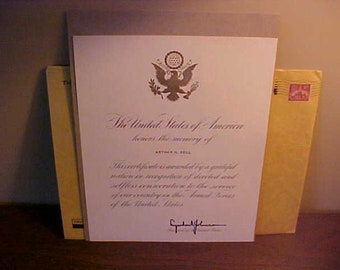 The United States of America
honors the memory of
ARTHUR
This certificate is awarded by a grateful
nation in recognition of devoted and
selfless consecration to the service
of our country in the Armed Forces
of the United States.